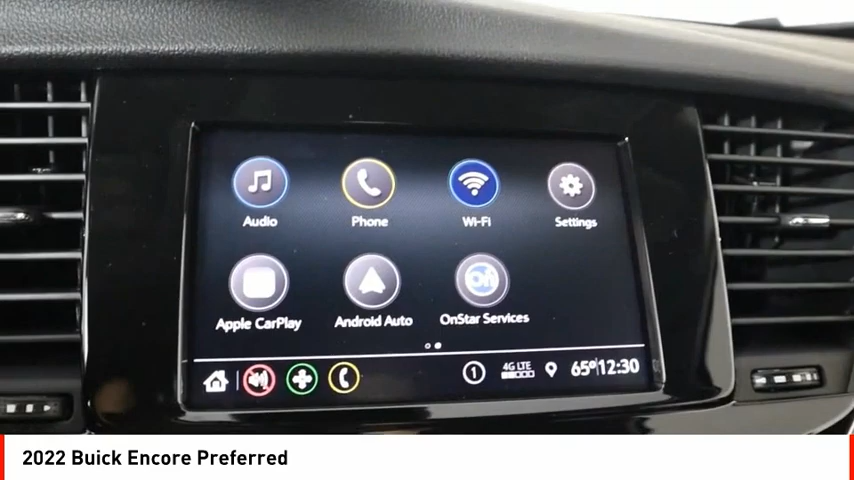 Audio Phone Wi-Fi Settings
Apple CarPlay Android Auto OnStar Services
1 4G LTE 65° 12:30
2022 Buick Encore Preferred